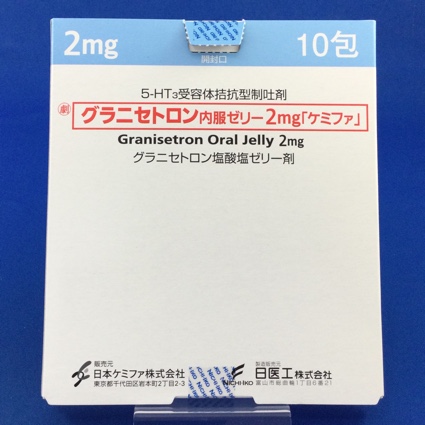 2mg
10包
開封口
5-HT₃受容体拮抗型制吐剤
劇
グラニセトロン内服ゼリー2mg「ケミファ」
Granisetron Oral Jelly 2mg
グラニセトロン塩酸塩ゼリー剤
販売元
日本ケミファ株式会社
東京都千代田区岩本町2丁目2-3
製造販売元
NICHI-IKO
日医工株式会社
富山市総曲輪1丁目6番21